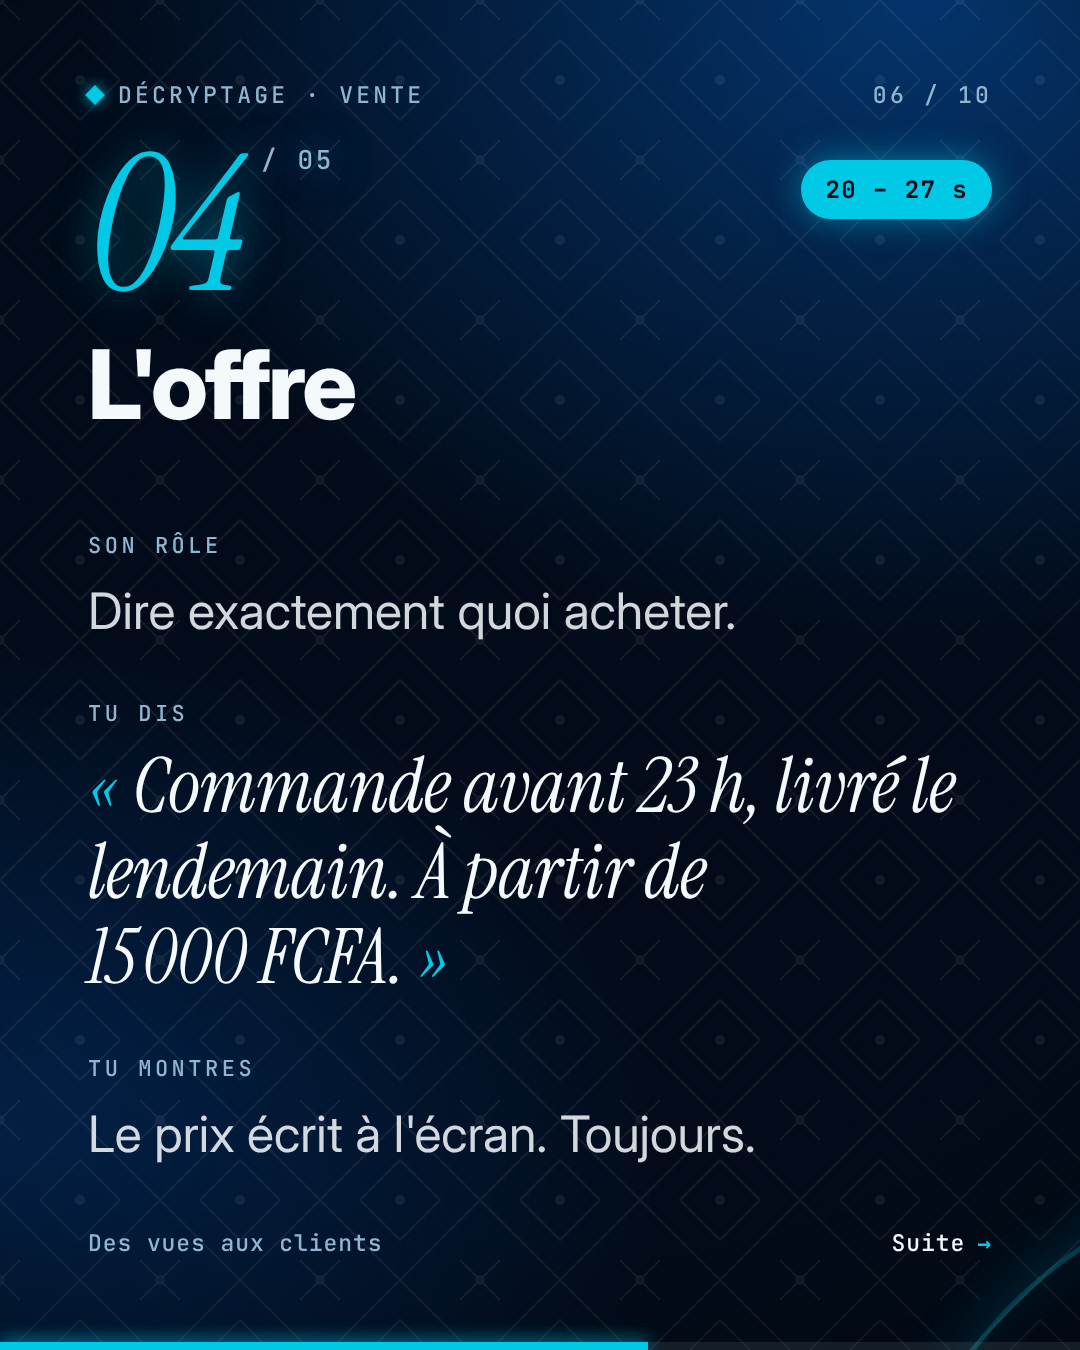 DÉCRYPTAGE · VENTE
06 / 10
04 / 05
20 – 27 s
L'offre
SON RÔLE
Dire exactement quoi acheter.
TU DIS
« Commande avant 23 h, livré le
lendemain. À partir de
15 000 FCFA. »
TU MONTRES
Le prix écrit à l'écran. Toujours.
Des vues aux clients
Suite →